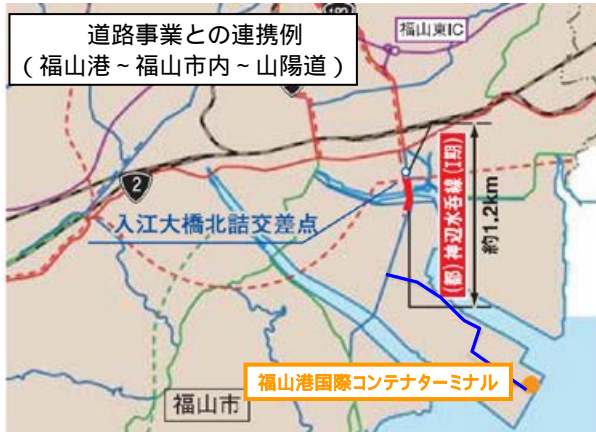 道路事業との連携例
（福山港～福山市内～山陽道）
182
福山東IC
2
入江大橋北詰交差点
(都)神辺水呑線(I期)
約1.2km
福山港国際コンテナターミナル
福山市